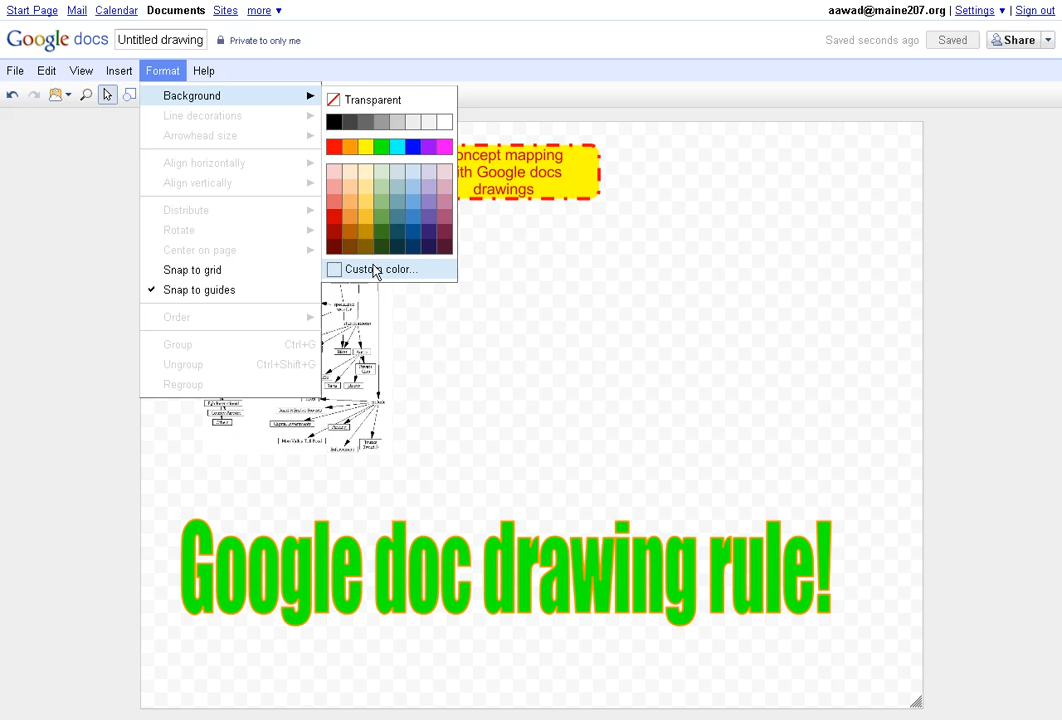 Start Page Mail Calendar Documents Sites more ▼
aawad@maine207.org | Settings ▼ | Sign out
Google docs Untitled drawing Private to only me
Saved seconds ago Saved Share
File Edit View Insert Format Help
Background
Transparent
Line decorations
Arrowhead size
Align horizontally
Align vertically
Distribute
Rotate
Center on page
Snap to grid
Custom color...
Snap to guides
Order
Group Ctrl+G
Ungroup Ctrl+Shift+G
Regroup
oncept mapping
th Google docs
drawings
Google doc drawing rule!